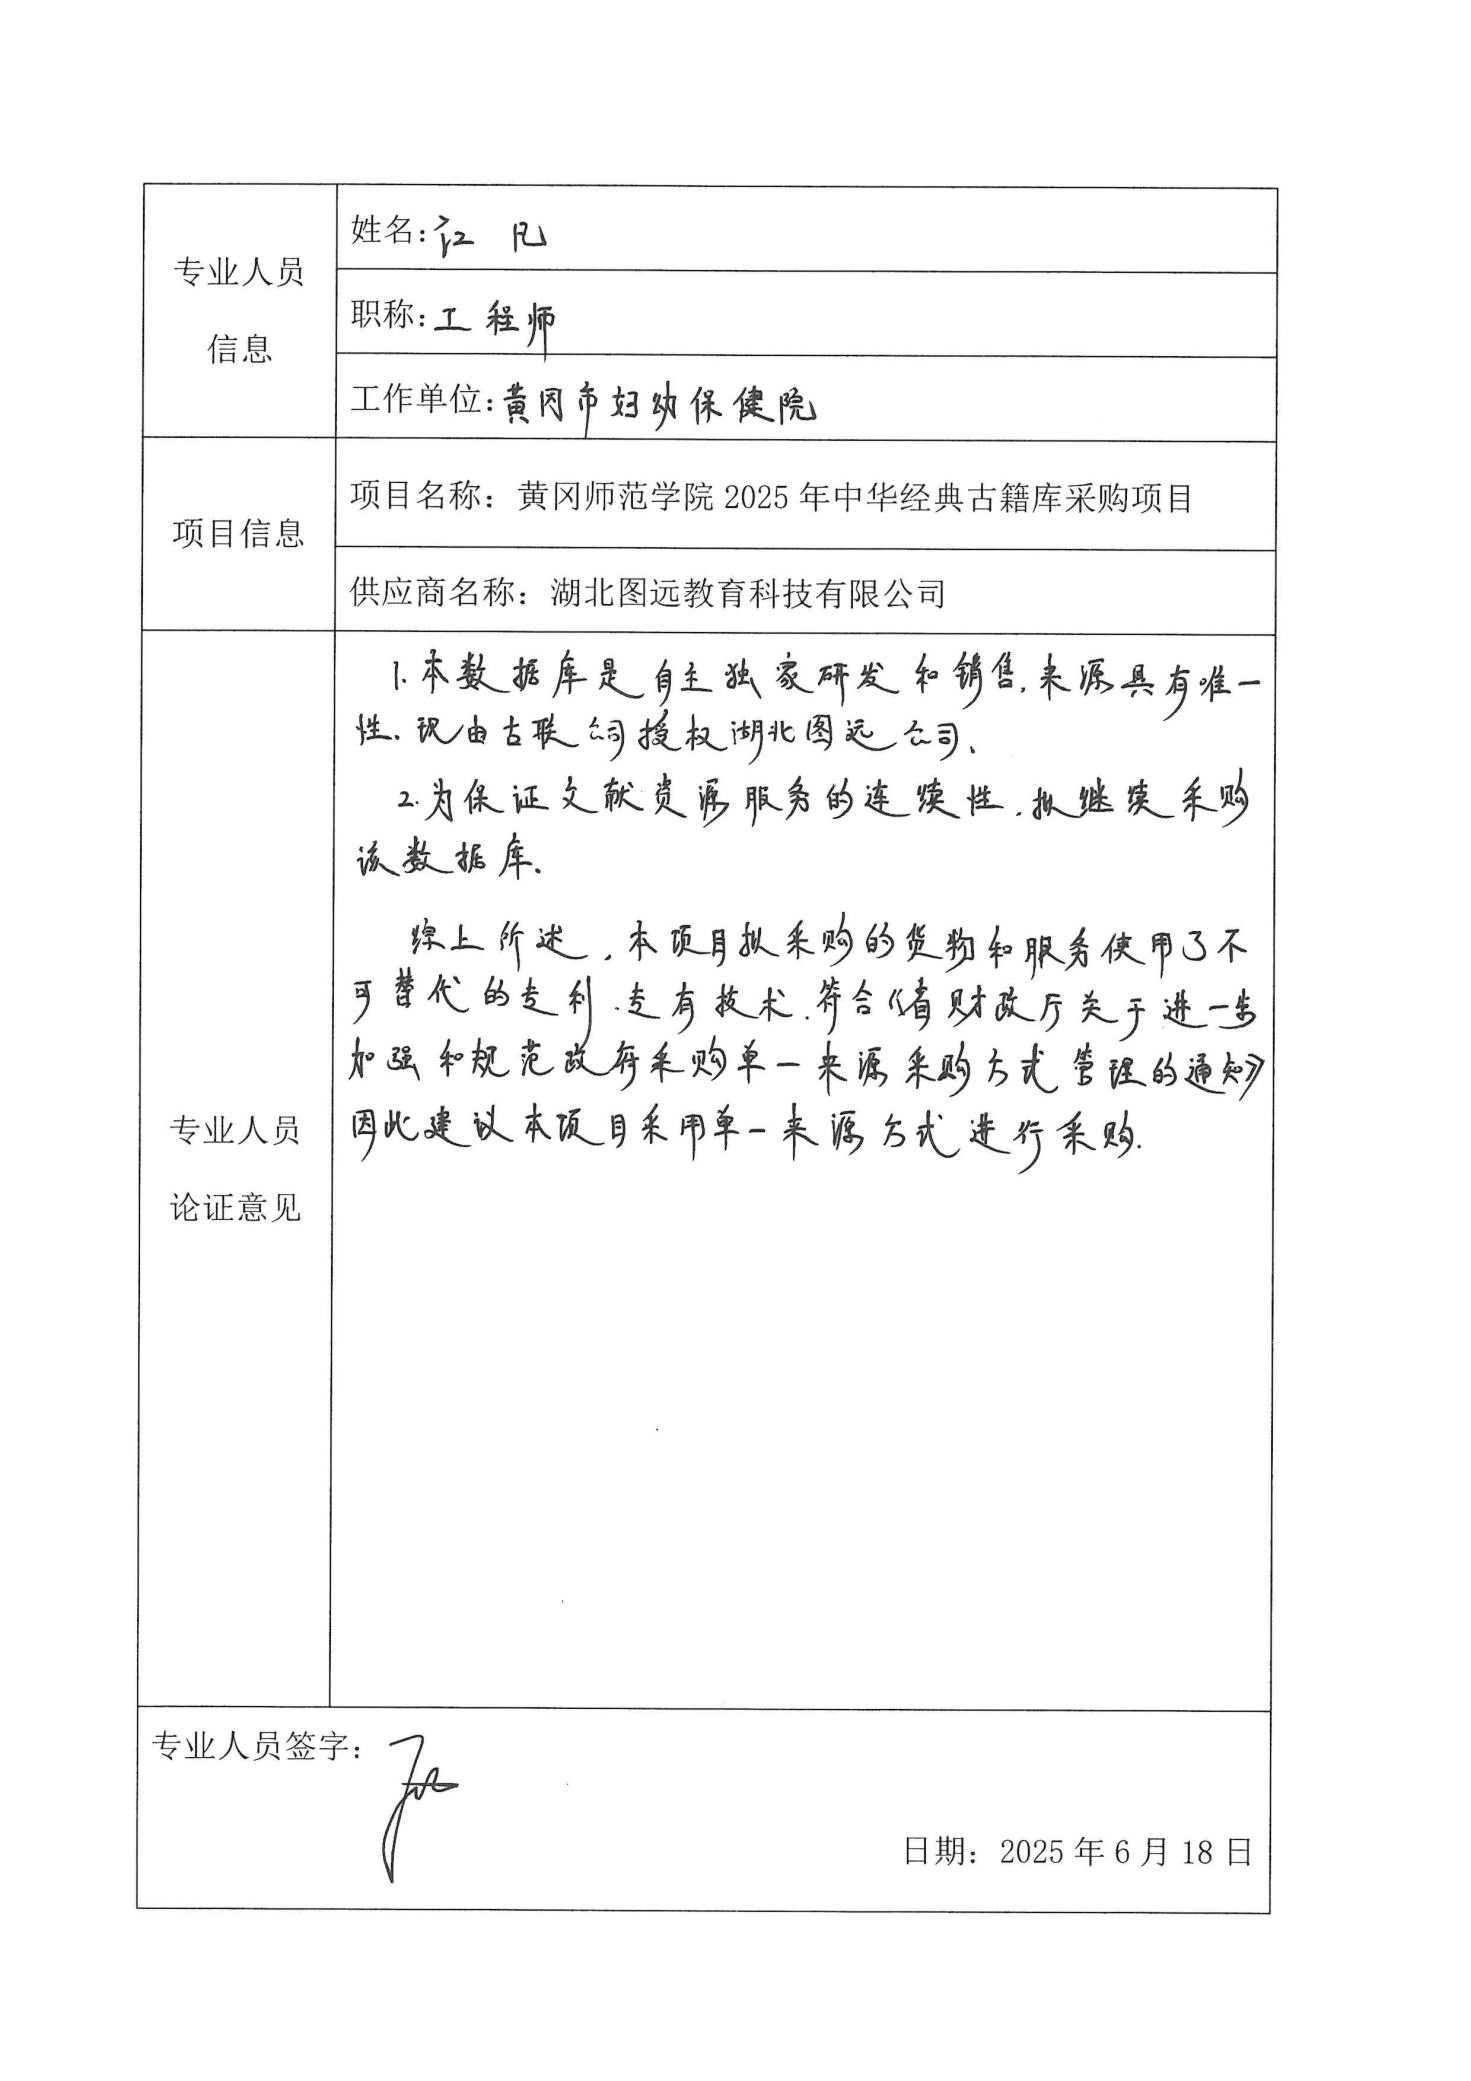 专业人员
信息
姓名:江 凡
职称:工程师
工作单位:黄冈市妇幼保健院
项目信息
项目名称：黄冈师范学院 2025 年中华经典古籍库采购项目
供应商名称：湖北图远教育科技有限公司
专业人员
论证意见
1.本数据库是自主独家研发和销售,来源具有唯一
性.现由古联公司授权湖北图远公司、
2.为保证文献资源服务的连续性,拟继续采购
该数据库.
综上所述,本项目拟采购的货物和服务使用了不
可替代的专利、专有技术.符合《省财政厅关于进一步
加强和规范政府采购单一来源采购方式管理的通知》
因此建议本项目采用单一来源方式进行采购.
专业人员签字：
日期：2025 年 6 月 18 日